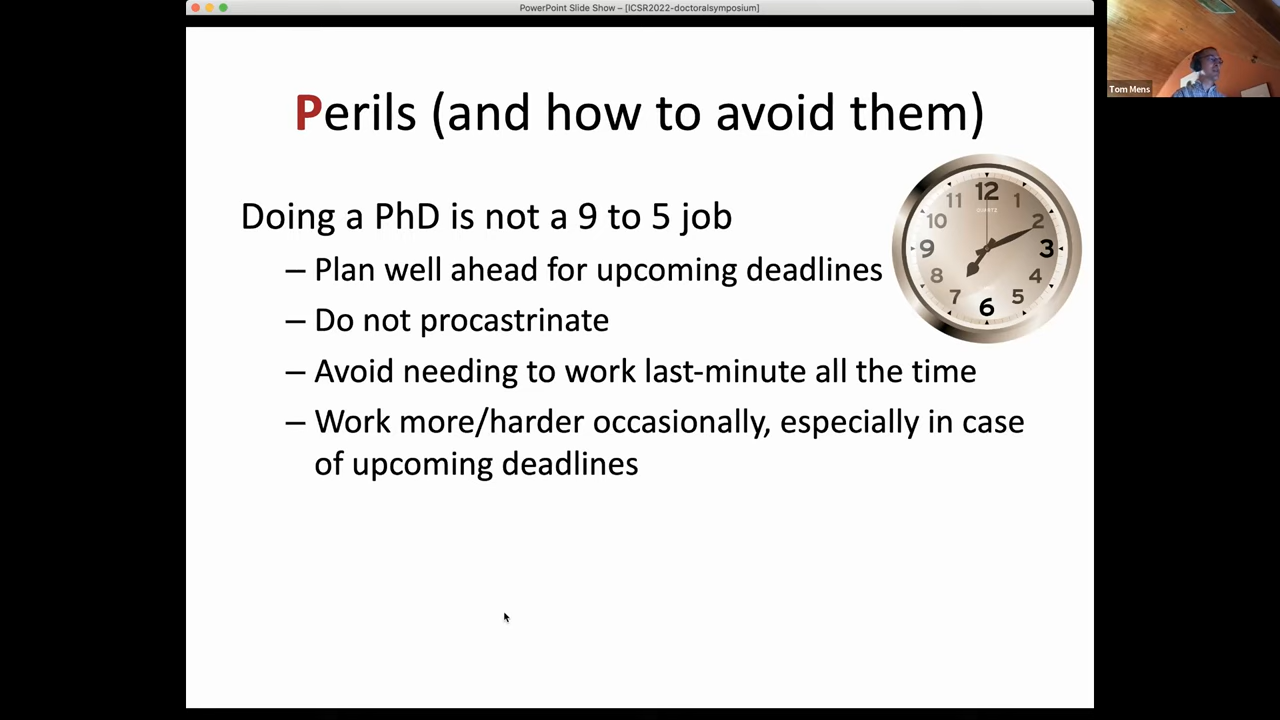 PowerPoint Slide Show – [ICSR2022-doctoralsymposium]
Tom Mens
Perils (and how to avoid them)
Doing a PhD is not a 9 to 5 job
– Plan well ahead for upcoming deadlines
– Do not procastrinate
– Avoid needing to work last-minute all the time
– Work more/harder occasionally, especially in case
of upcoming deadlines
12
1
2
3
4
5
6
7
8
9
10
11
QUARTZ